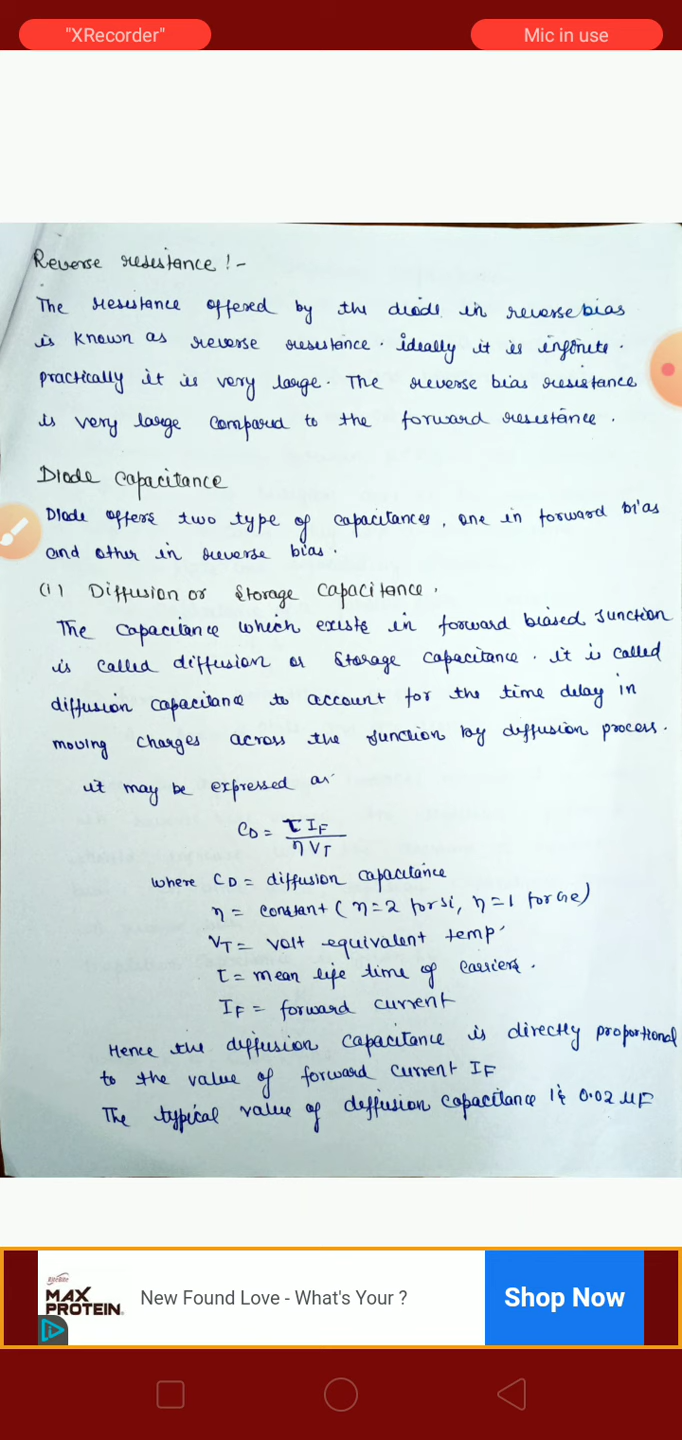 "XRecorder"
Mic in use
Reverse resistance :-
The resistance offered by the diode in reverse bias
is known as reverse resistance. ideally it is infinite.
practically it is very large. The reverse bias resistance
is very large compared to the forward resistance.
Diode capacitance
Diode offers two type of capacitances, one in forward bias
and other in reverse bias.
(1) Diffusion or Storage capacitance.
The capacitance which exists in forward biased junction
is called diffusion or storage capacitance. it is called
diffusion capacitance to account for the time delay in
moving charges across the junction by diffusion process.
it may be expressed as
CD = τIF / ηVT
where CD = diffusion capacitance
η = constant (η=2 for si, η=1 for Ge)
VT = volt equivalent temp.
τ = mean life time of carriers.
IF = forward current
Hence the diffusion capacitance is directly proportional
to the value of forward current IF
The typical value of deffusion capacitance is 0.02 μF
RiteBite
MAX
PROTEIN
New Found Love - What's Your ?
Shop Now